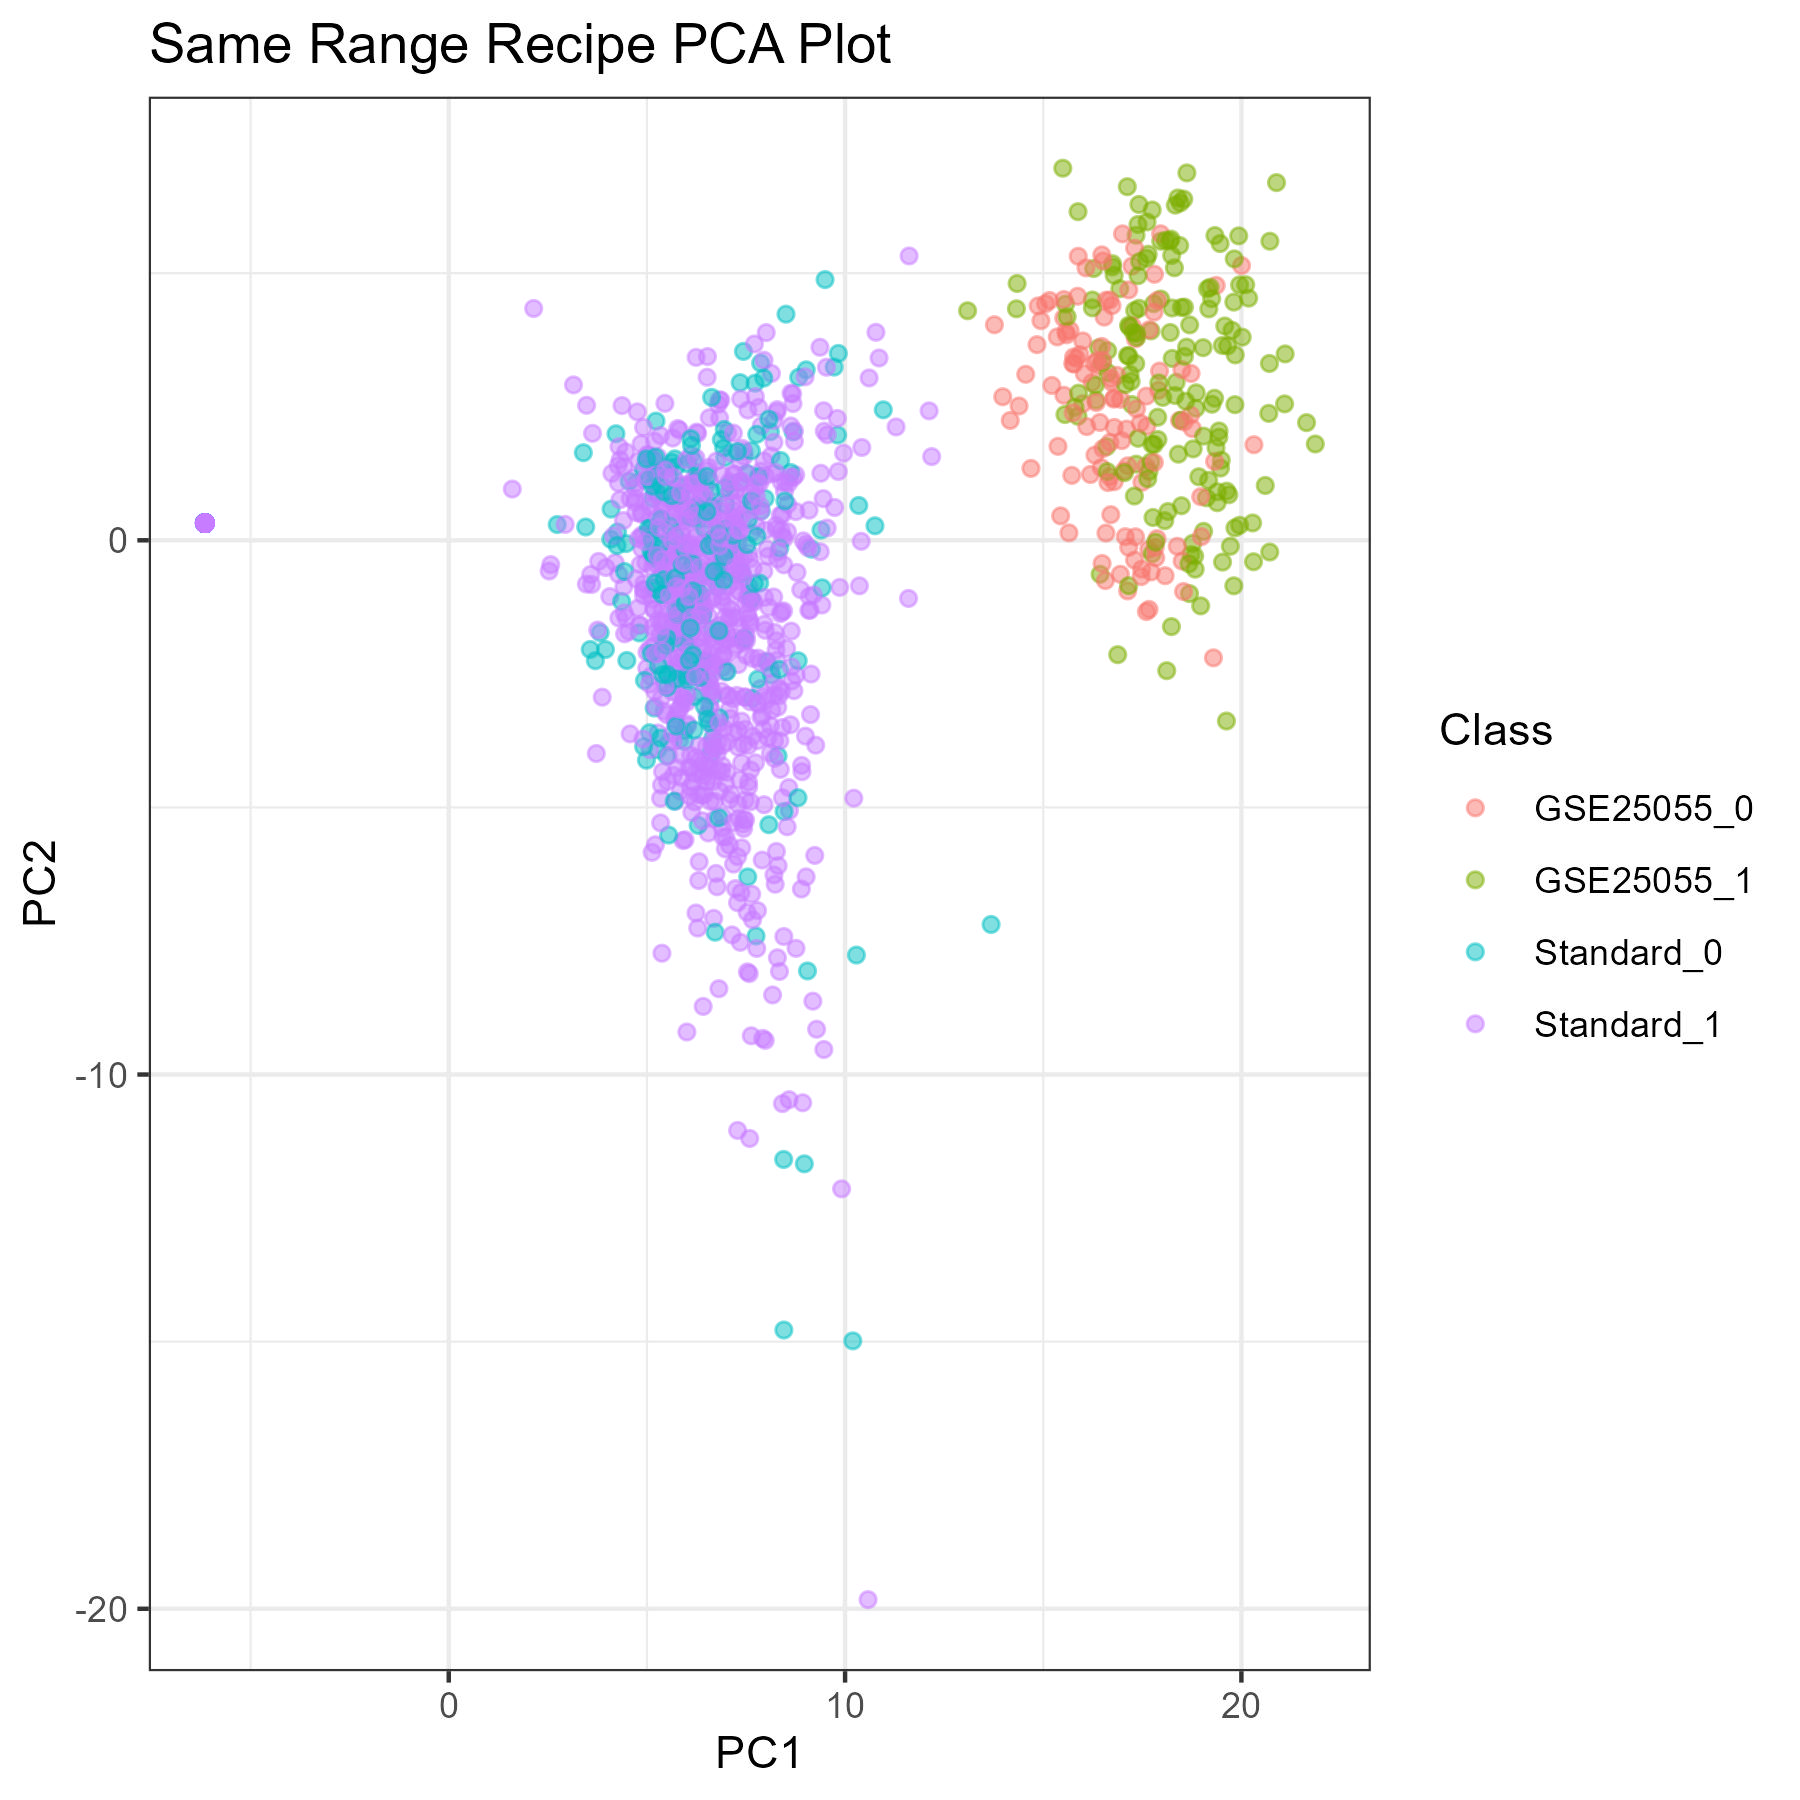 Same Range Recipe PCA Plot
PC2
0
-10
-20
0
10
20
PC1
Class
GSE25055_0
GSE25055_1
Standard_0
Standard_1